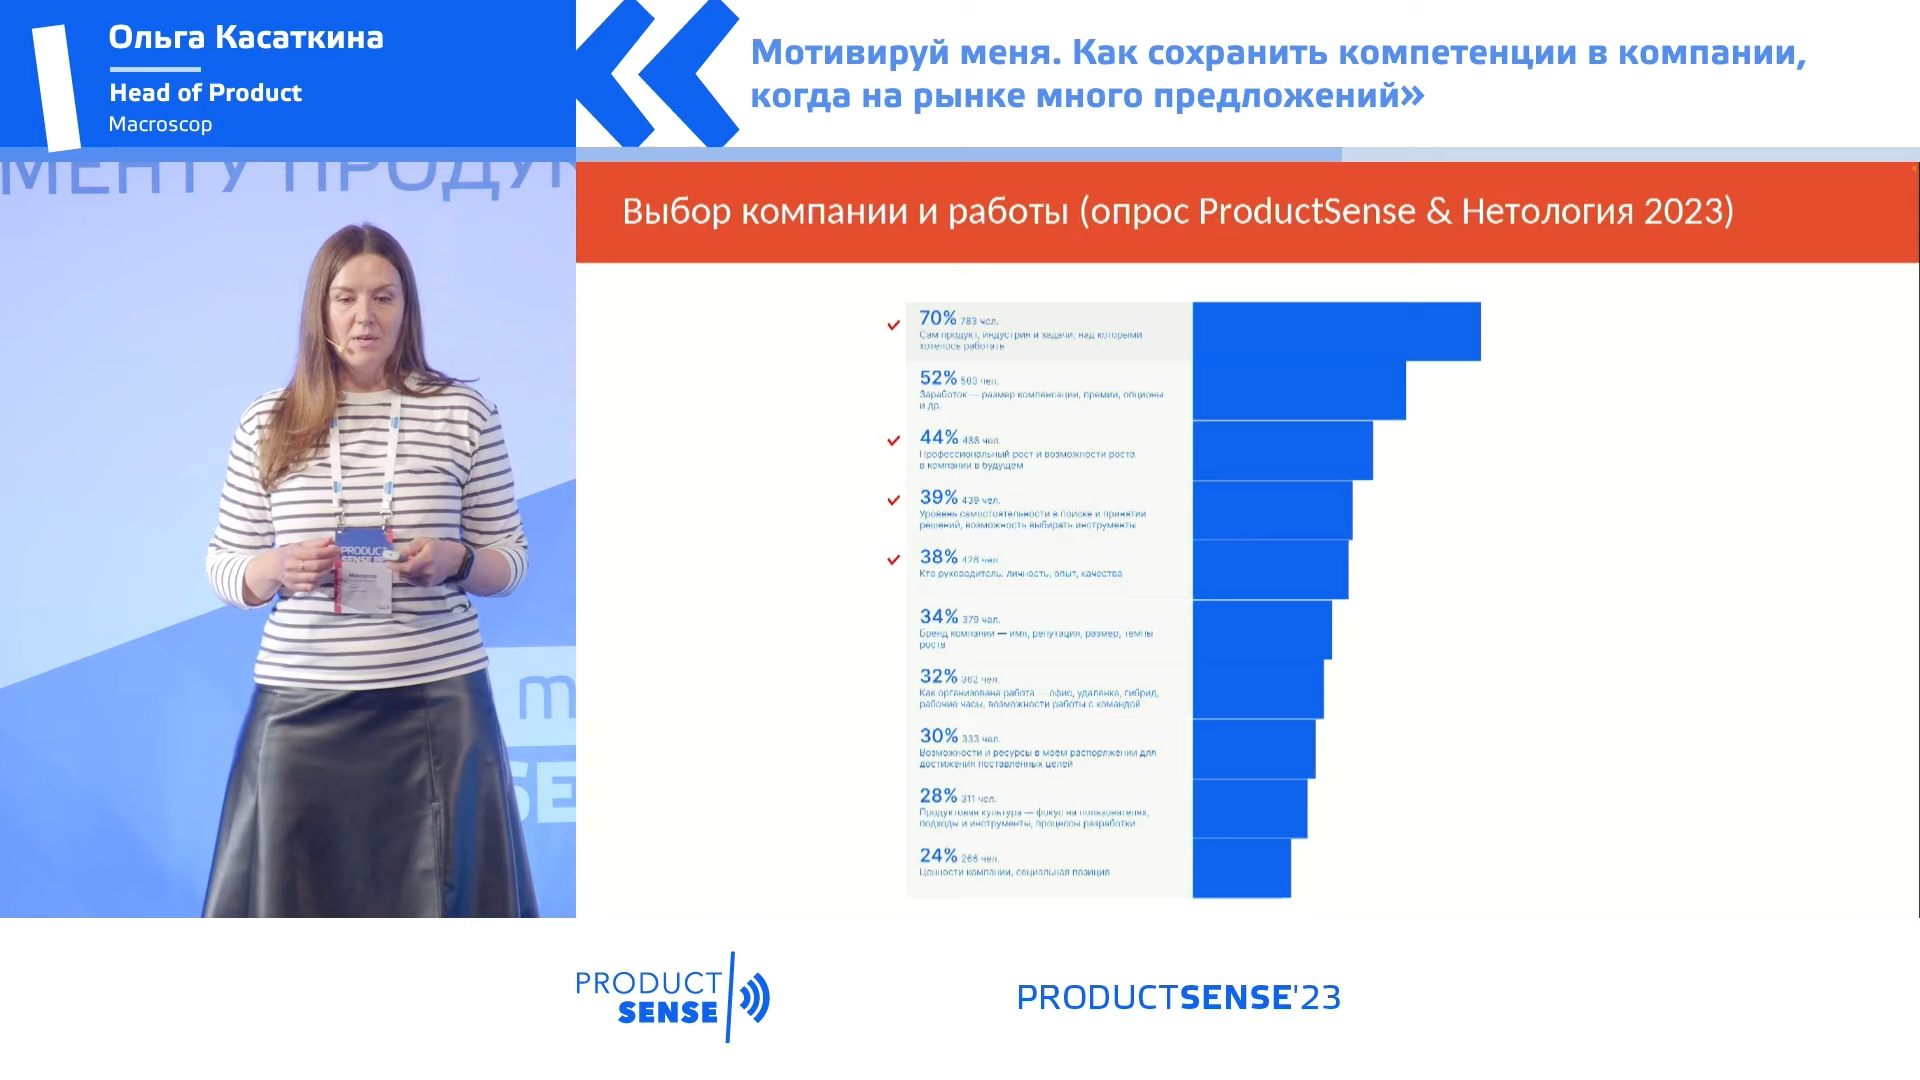 Ольга Касаткина
Head of Product
Macroscop
Мотивируй меня. Как сохранить компетенции в компании,
когда на рынке много предложений»
МЕНТУ ПРОДУК
Выбор компании и работы (опрос ProductSense & Нетология 2023)
70% 783 чел.
Сам продукт, индустрия и задачи, над которыми
хотелось работать
52% чел.
Заработок — размер компенсации, премии, опционы
и др.
44% 488 чел.
Профессиональный рост и возможности роста
в компании в будущем
39% 439 чел.
Уровень самостоятельности в поиске и принятии
решений, возможность выбирать инструменты
38% чел.
Кто руководитель: личность, опыт, качества
34% 379 чел.
Бренд компании — имя, репутация, размер, темпы
роста
32% 362 чел.
Как организована работа — офис, удаленка, гибрид,
рабочие часы, возможности работы с командой
30% 333 чел.
Возможности и ресурсы в моем распоряжении для
достижения поставленных целей
28% 311 чел.
Продуктовая культура — фокус на пользователях,
подходы и инструменты, процессы разработки
24% чел.
Ценности компании, социальная позиция
PRODUCT
SENSE
m
SE
PRODUCT
SENSE
PRODUCTSENSE'23